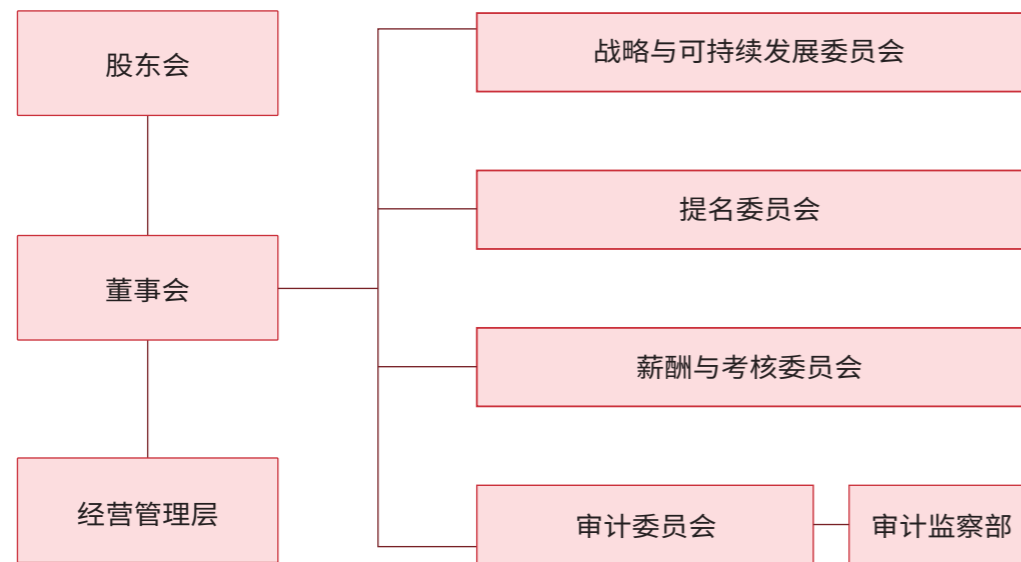 股东会
董事会
经营管理层
战略与可持续发展委员会
提名委员会
薪酬与考核委员会
审计委员会
审计监察部